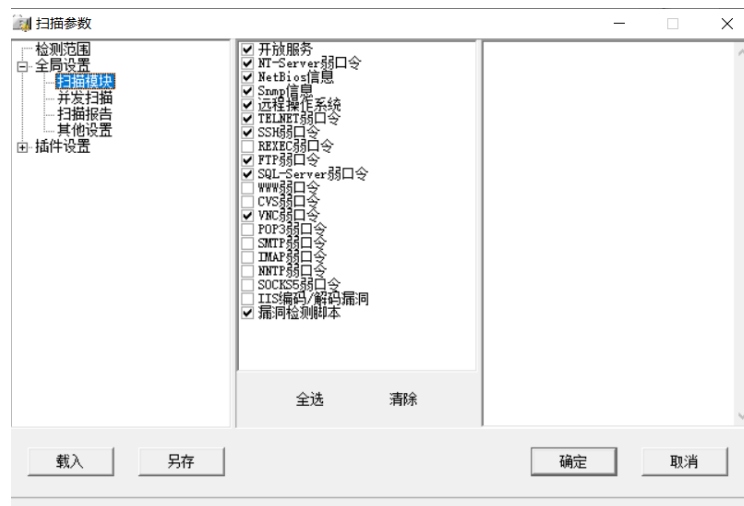 扫描参数
检测范围
全局设置
扫描模块
并发扫描
扫描报告
其他设置
插件设置
开放服务
NT-Server弱口令
NetBios信息
Snmp信息
远程操作系统
TELNET弱口令
SSH弱口令
REXEC弱口令
FTP弱口令
SQL-Server弱口令
WWW弱口令
CVS弱口令
VNC弱口令
POP3弱口令
SMTP弱口令
IMAP弱口令
NNTP弱口令
SOCKS5弱口令
IIS编码/解码漏洞
漏洞检测脚本
全选 清除
载入 另存 确定 取消